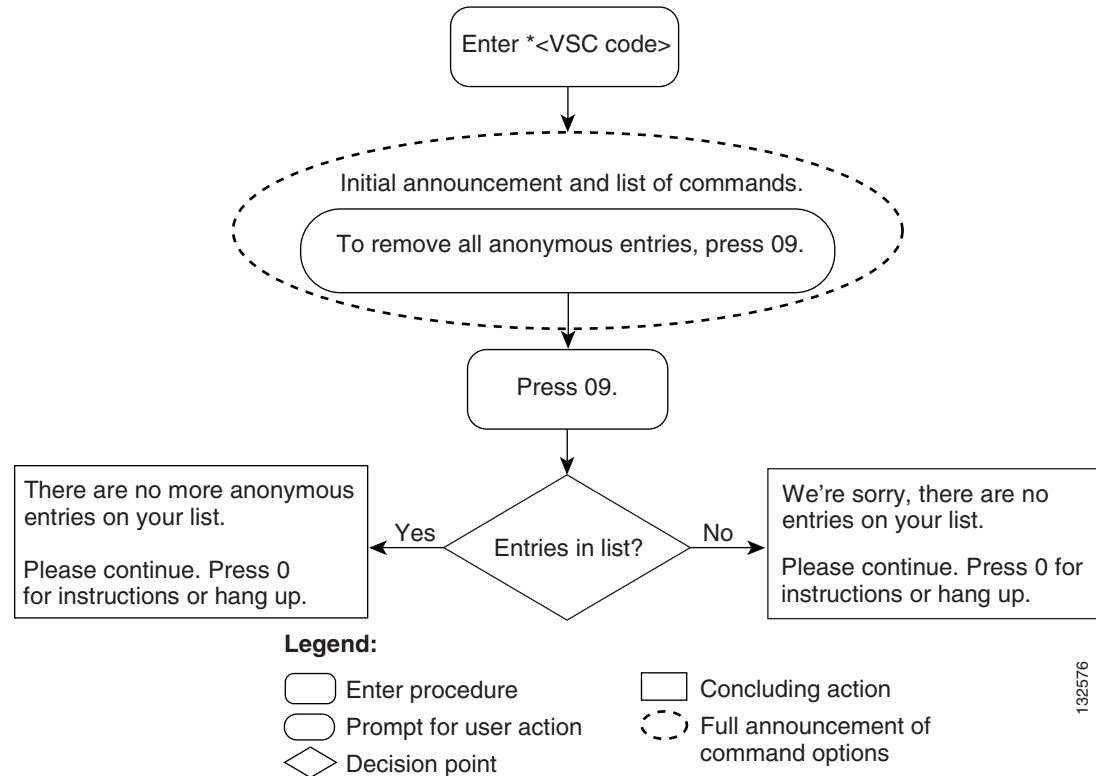 Enter *<VSC code>
Initial announcement and list of commands.
To remove all anonymous entries, press 09.
Press 09.
There are no more anonymous
entries on your list.
Please continue. Press 0
for instructions or hang up.
Yes
Entries in list?
No
We're sorry, there are no
entries on your list.
Please continue. Press 0 for
instructions or hang up.
Legend:
Enter procedure
Prompt for user action
Decision point
Concluding action
Full announcement of
command options
132576